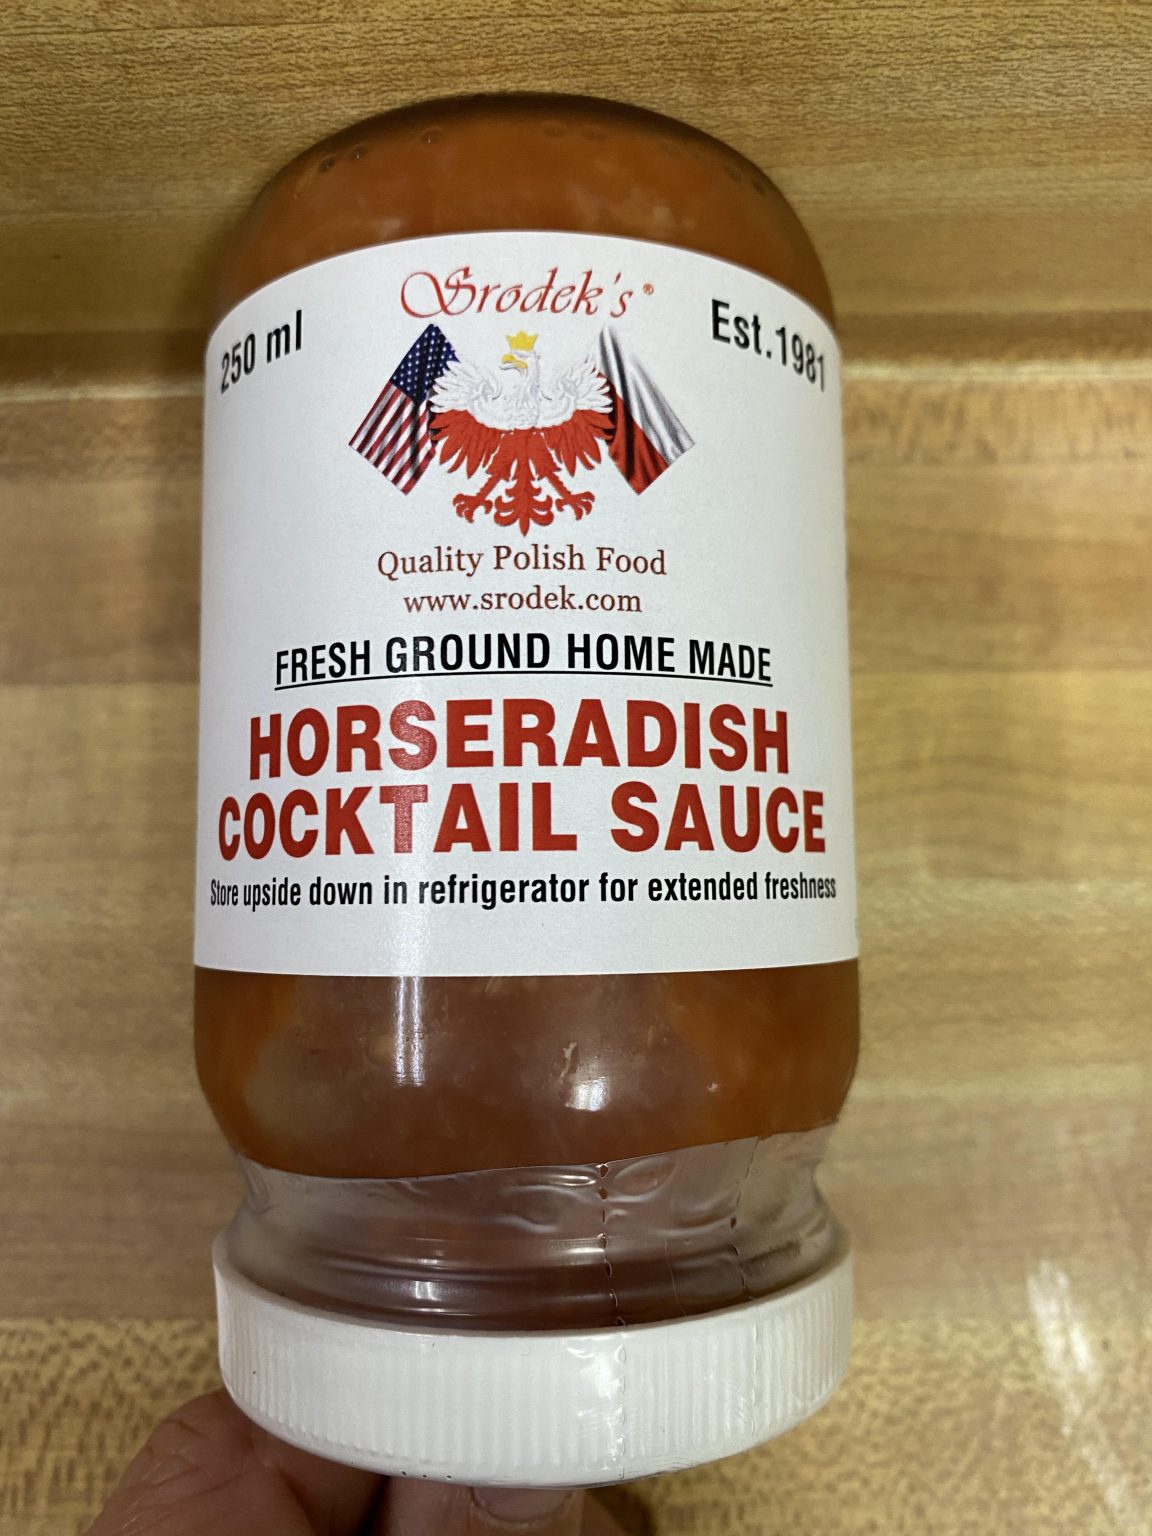 Srodek's®
250 ml
Est.1981
Quality Polish Food
www.srodek.com
FRESH GROUND HOME MADE
HORSERADISH
COCKTAIL SAUCE
Store upside down in refrigerator for extended freshness